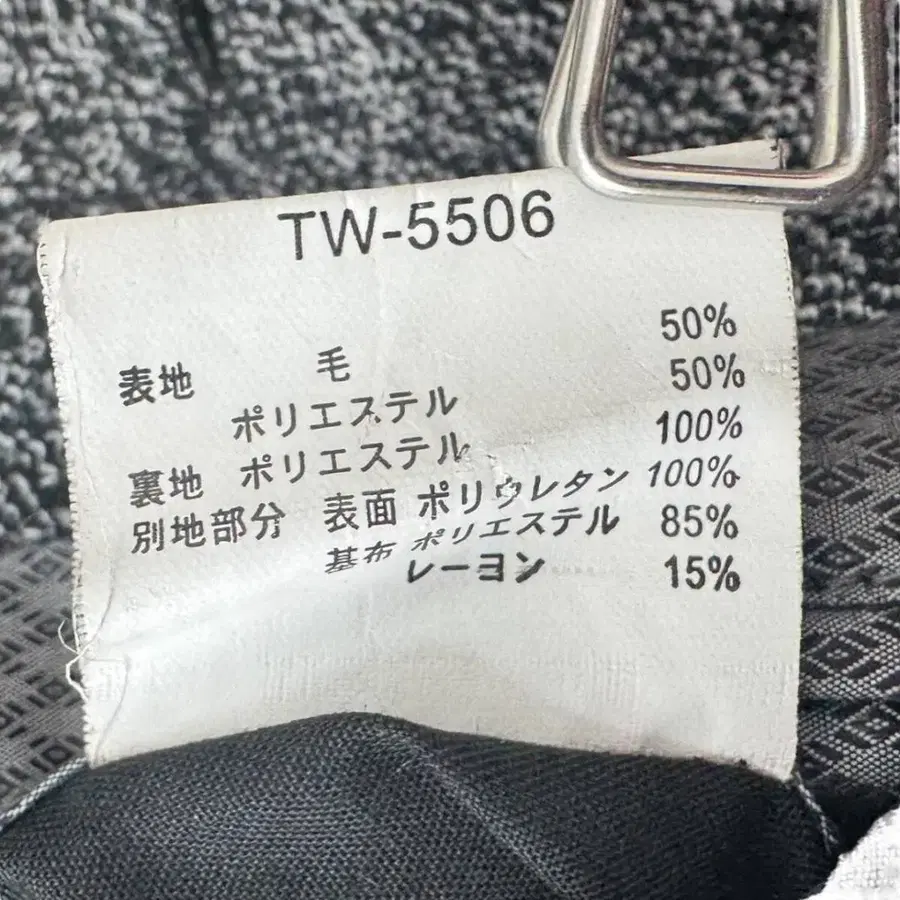 TW-5506
表地 毛 50%
ポリエステル 50%
裏地 ポリエステル 100%
別地部分 表面 ポリウレタン 100%
基布 ポリエステル 85%
レーヨン 15%